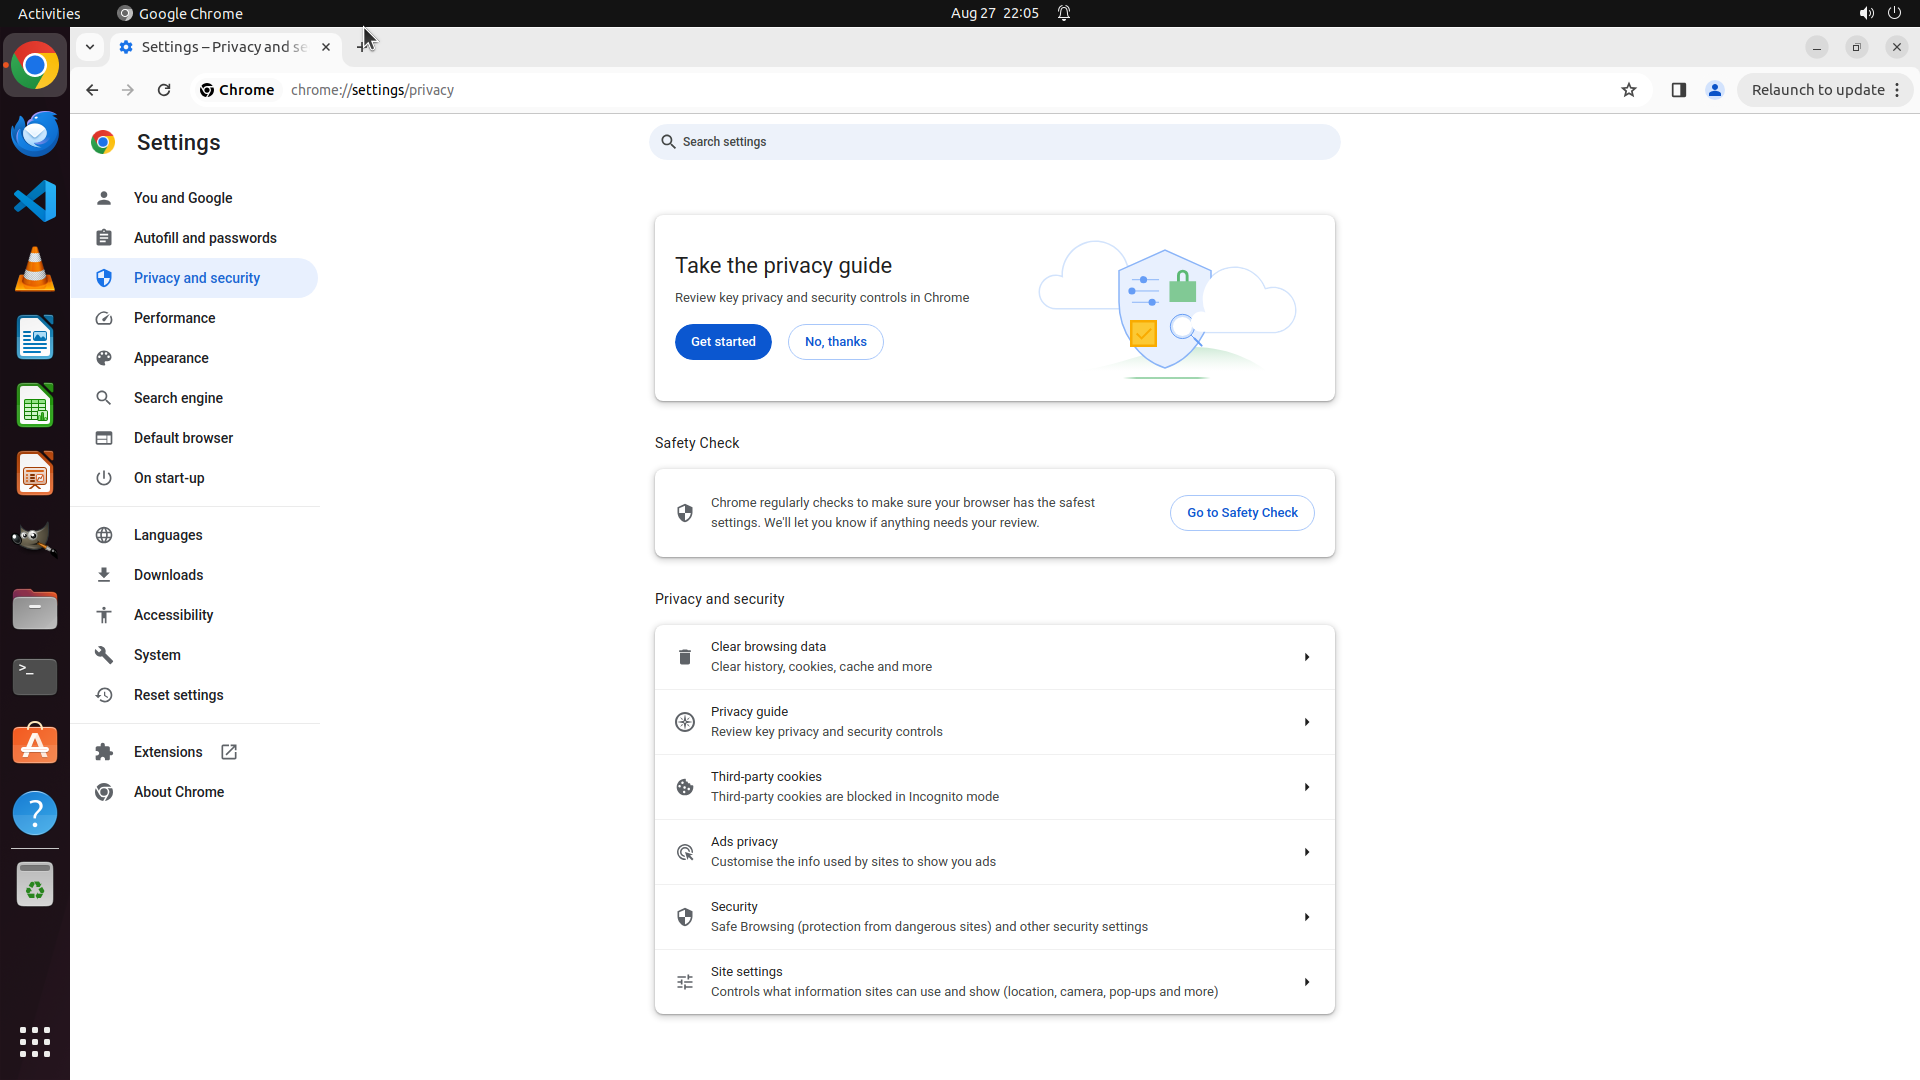 Activities
Google Chrome
Aug 27 22:05
Settings – Privacy and se
Chrome
chrome://settings/privacy
Relaunch to update
Settings
Search settings
You and Google
Autofill and passwords
Privacy and security
Performance
Appearance
Search engine
Default browser
On start-up
Languages
Downloads
Accessibility
System
Reset settings
Extensions
About Chrome
Take the privacy guide
Review key privacy and security controls in Chrome
Get started
No, thanks
Safety Check
Chrome regularly checks to make sure your browser has the safest
settings. We'll let you know if anything needs your review.
Go to Safety Check
Privacy and security
Clear browsing data
Clear history, cookies, cache and more
Privacy guide
Review key privacy and security controls
Third-party cookies
Third-party cookies are blocked in Incognito mode
Ads privacy
Customise the info used by sites to show you ads
Security
Safe Browsing (protection from dangerous sites) and other security settings
Site settings
Controls what information sites can use and show (location, camera, pop-ups and more)